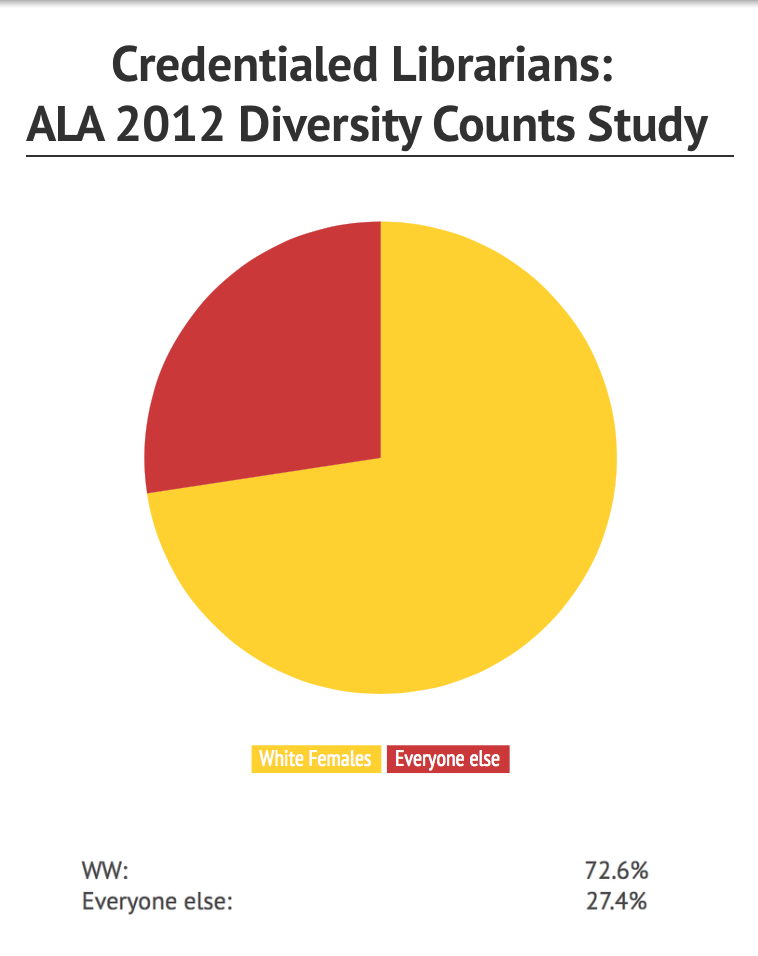 Credentialed Librarians:
ALA 2012 Diversity Counts Study
White Females Everyone else
WW: 72.6%
Everyone else: 27.4%